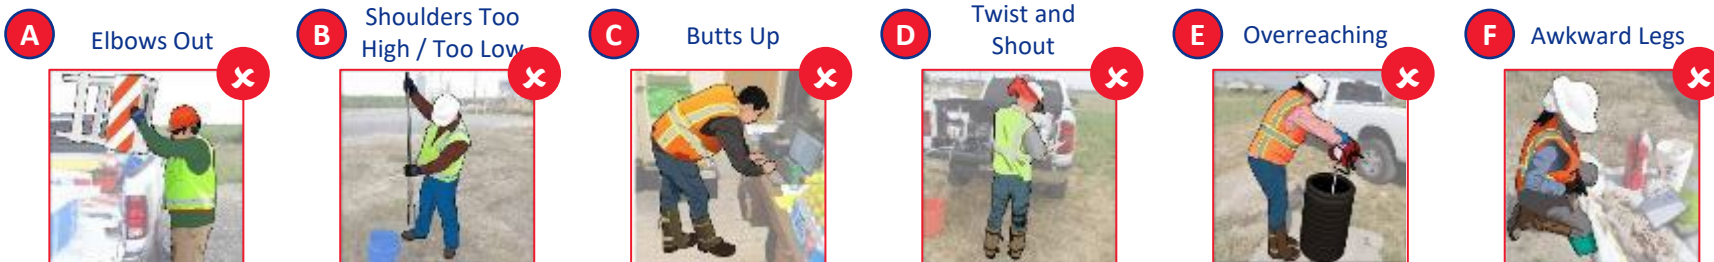 A
Elbows Out
B
Shoulders Too
High / Too Low
C
Butts Up
D
Twist and
Shout
E
Overreaching
F
Awkward Legs